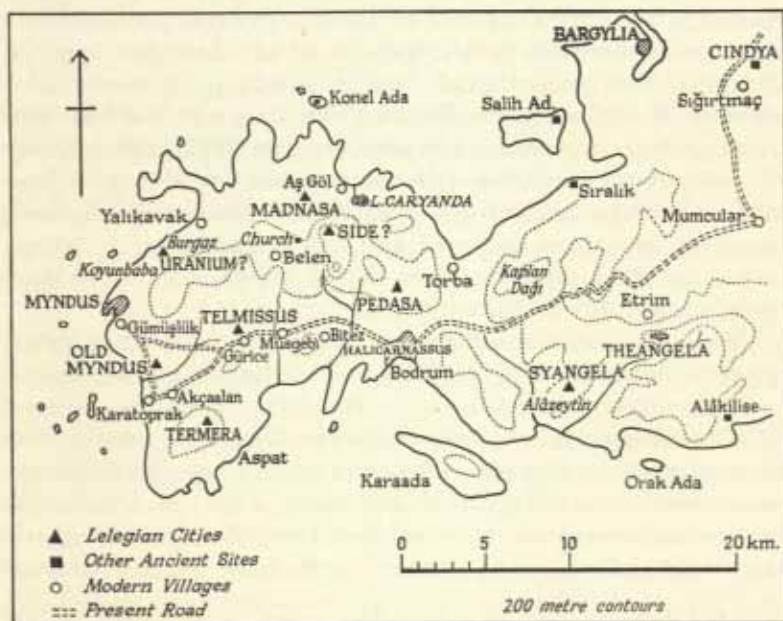 BARGYLIA
CINDYA
Sığırtmaç
Konel Ada
Salih Ad.
Aş Göl
MADNASA
L. CARYANDA
Sıralık
Yalıkavak
SIDE?
Mumcular
Burgaz
Church
URANIUM?
Belen
Koyunbaba
Torba
Kaplan
Dağı
PEDASA
Etrim
MYNDUS
TELMISSUS
Gümüşlük
Müsgebi
Bitez
THEANGELA
Gürice
HALICARNASSUS
OLD
MYNDUS
Bodrum
SYANGELA
Akçaalan
Alâzeytin
Karatoprak
Alâkilise
TERMERA
Aspat
Karaada
Orak Ada
Lelegian Cities
Other Ancient Sites
Modern Villages
Present Road
0 5 10 20 km.
200 metre contours